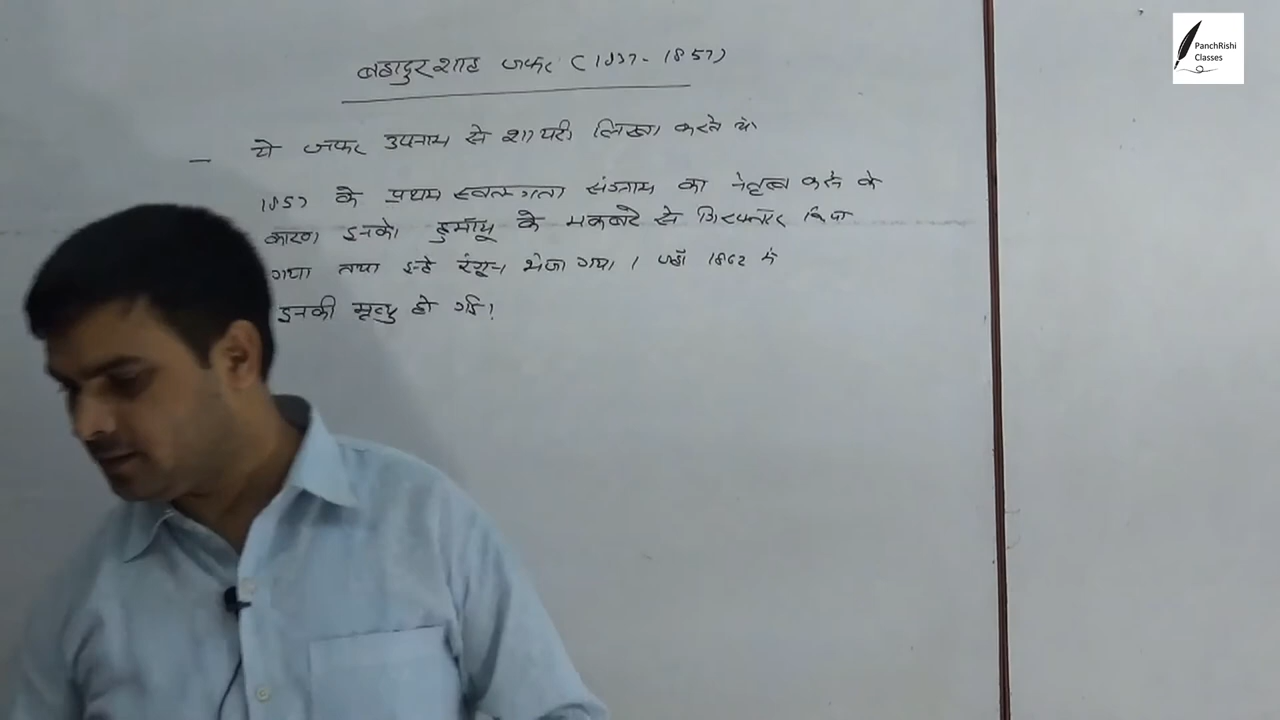 बहादुर शाह जफर (1837-1857)
– ये जफर उपनाम से शायरी लिखा करते थे
1857 के प्रथम स्वतन्त्रता संग्राम का नेतृत्व करने के
कारण इनको हुमायूँ के मकबरे से गिरफ्तार किया
गया तथा इन्हे रंगून भेजा गया । जहाँ 1862 मे
इनकी मृत्यु हो गई।
PanchRishi
Classes